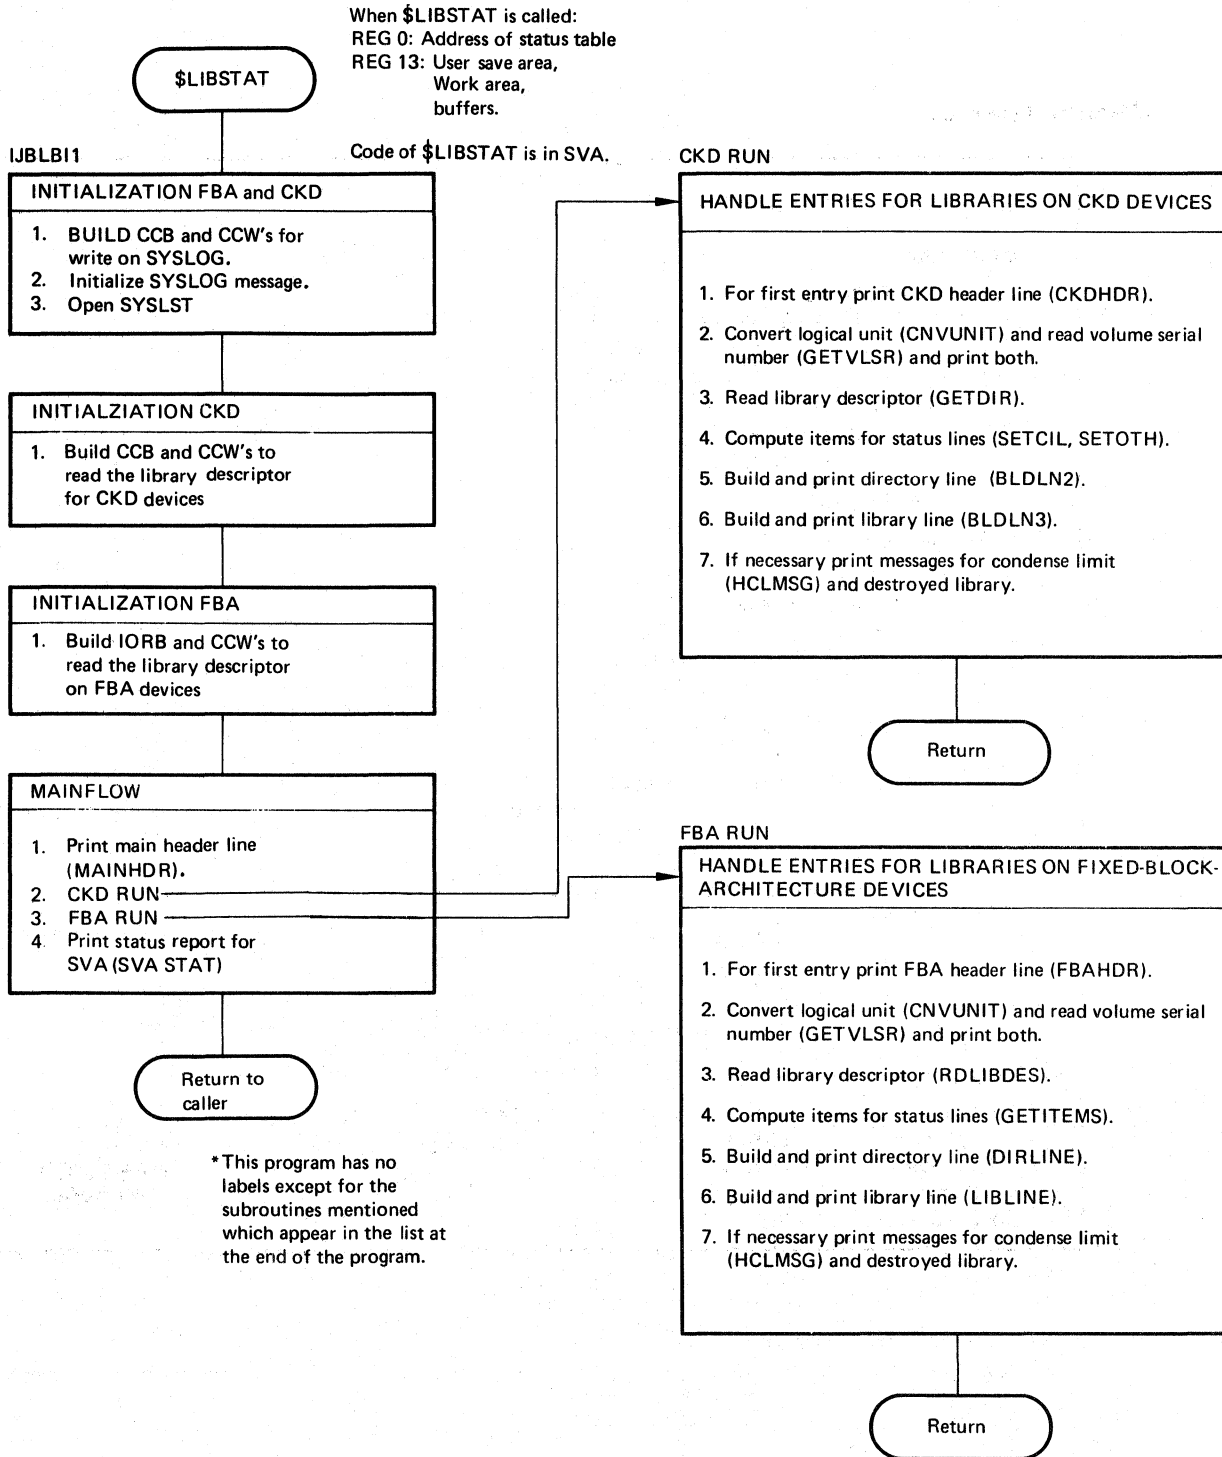 When $LIBSTAT is called:
REG 0: Address of status table
REG 13: User save area,
Work area,
buffers.
$LIBSTAT
Code of $LIBSTAT is in SVA.
IJBLBI1
INITIALIZATION FBA and CKD
1. BUILD CCB and CCW's for
write on SYSLOG.
2. Initialize SYSLOG message.
3. Open SYSLST
INITIALZIATION CKD
1. Build CCB and CCW's to
read the library descriptor
for CKD devices
INITIALIZATION FBA
1. Build IORB and CCW's to
read the library descriptor
on FBA devices
MAINFLOW
1. Print main header line
(MAINHDR).
2. CKD RUN
3. FBA RUN
4. Print status report for
SVA (SVA STAT)
Return to
caller
*This program has no
labels except for the
subroutines mentioned
which appear in the list at
the end of the program.
CKD RUN
HANDLE ENTRIES FOR LIBRARIES ON CKD DEVICES
1. For first entry print CKD header line (CKDHDR).
2. Convert logical unit (CNVUNIT) and read volume serial
number (GETVLSR) and print both.
3. Read library descriptor (GETDIR).
4. Compute items for status lines (SETCIL, SETOTH).
5. Build and print directory line (BLDLN2).
6. Build and print library line (BLDLN3).
7. If necessary print messages for condense limit
(HCLMSG) and destroyed library.
Return
FBA RUN
HANDLE ENTRIES FOR LIBRARIES ON FIXED-BLOCK-
ARCHITECTURE DEVICES
1. For first entry print FBA header line (FBAHDR).
2. Convert logical unit (CNVUNIT) and read volume serial
number (GETVLSR) and print both.
3. Read library descriptor (RDLIBDES).
4. Compute items for status lines (GETITEMS).
5. Build and print directory line (DIRLINE).
6. Build and print library line (LIBLINE).
7. If necessary print messages for condense limit
(HCLMSG) and destroyed library.
Return